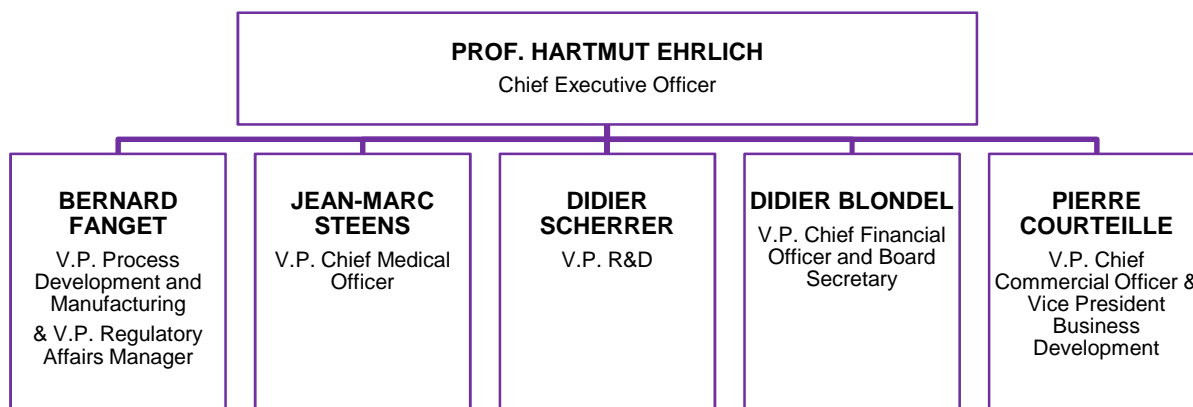 PROF. HARTMUT EHRLICH
Chief Executive Officer
BERNARD
FANGET
V.P. Process
Development and
Manufacturing
& V.P. Regulatory
Affairs Manager
JEAN-MARC
STEENS
V.P. Chief Medical
Officer
DIDIER
SCHERRER
V.P. R&D
DIDIER BLONDEL
V.P. Chief Financial
Officer and Board
Secretary
PIERRE
COURTEILLE
V.P. Chief
Commercial Officer &
Vice President
Business
Development